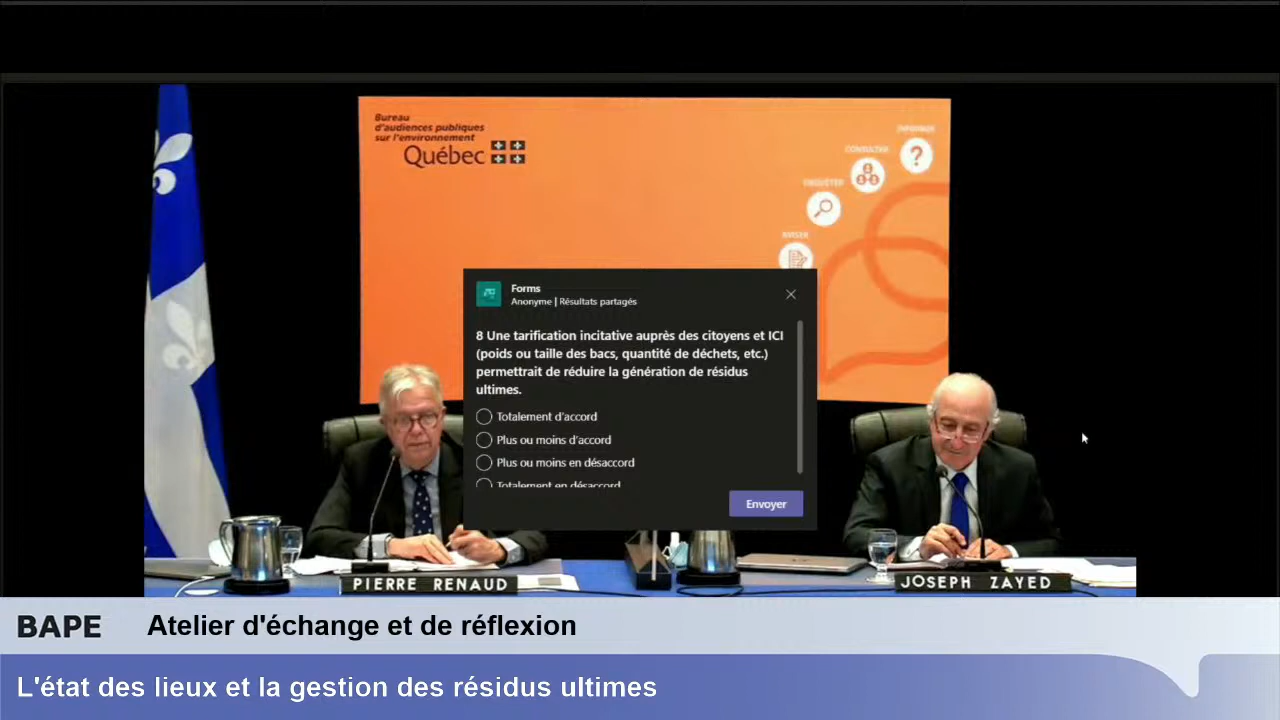 Bureau
d'audiences publiques
sur l'environnement
Québec
INFORMER
CONSULTER
ENQUÊTER
AVISER
Forms
Anonyme | Résultats partagés
8 Une tarification incitative auprès des citoyens et ICI
(poids ou taille des bacs, quantité de déchets, etc.)
permettrait de réduire la génération de résidus
ultimes.
Totalement d'accord
Plus ou moins d'accord
Plus ou moins en désaccord
Totalement en désaccord
Envoyer
PIERRE RENAUD
JOSEPH ZAYED
BAPE
Atelier d'échange et de réflexion
L'état des lieux et la gestion des résidus ultimes